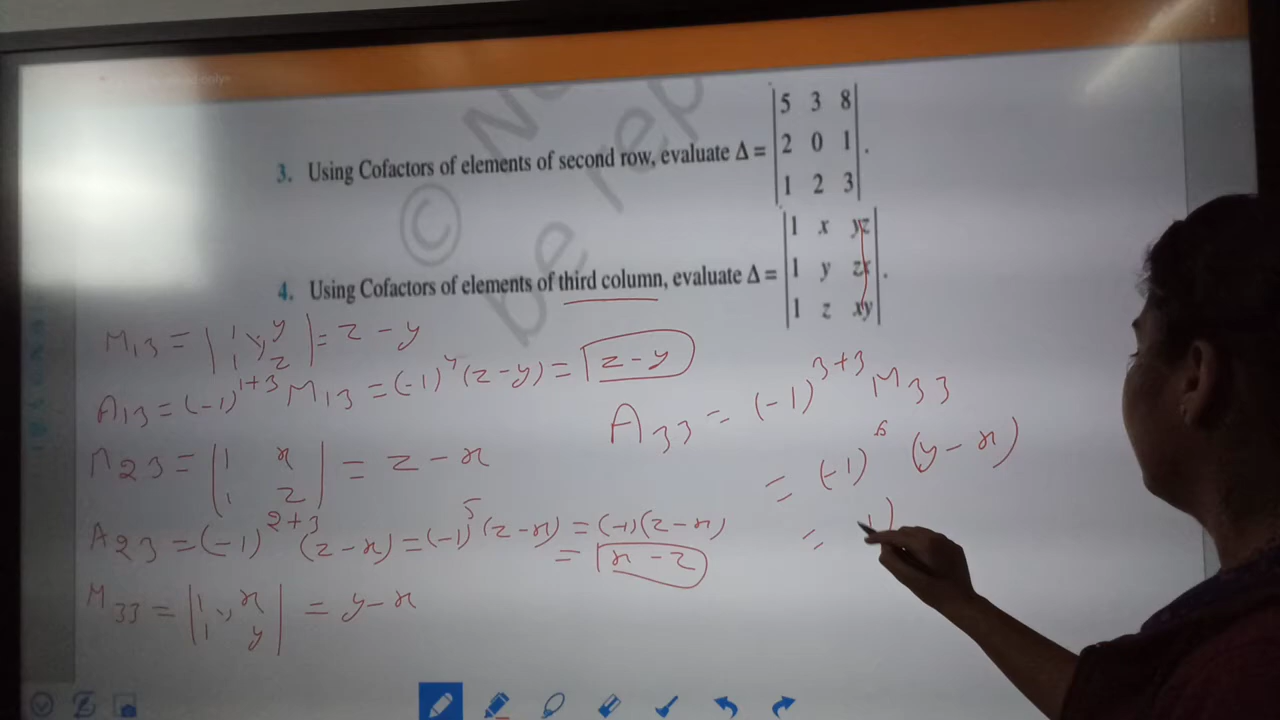 3. Using Cofactors of elements of second row, evaluate Δ = |5 3 8|
|2 0 1| .
|1 2 3|
4. Using Cofactors of elements of third column, evaluate Δ = |1 x yz|
|1 y zx| .
|1 z xy|
© be rep
M13 = |1 y| = z - y
|1 z|
A13 = (-1)^1+3 M13 = (-1)^4 (z-y) = z - y
M23 = |1 x| = z - x
|1 z|
A23 = (-1)^2+3 (z-x) = (-1)^5 (z-x) = (-1)(z-x)
= x - z
M33 = |1 x| = y - x
|1 y|
A33 = (-1)^3+3 M33
= (-1)^6 (y-x)
=